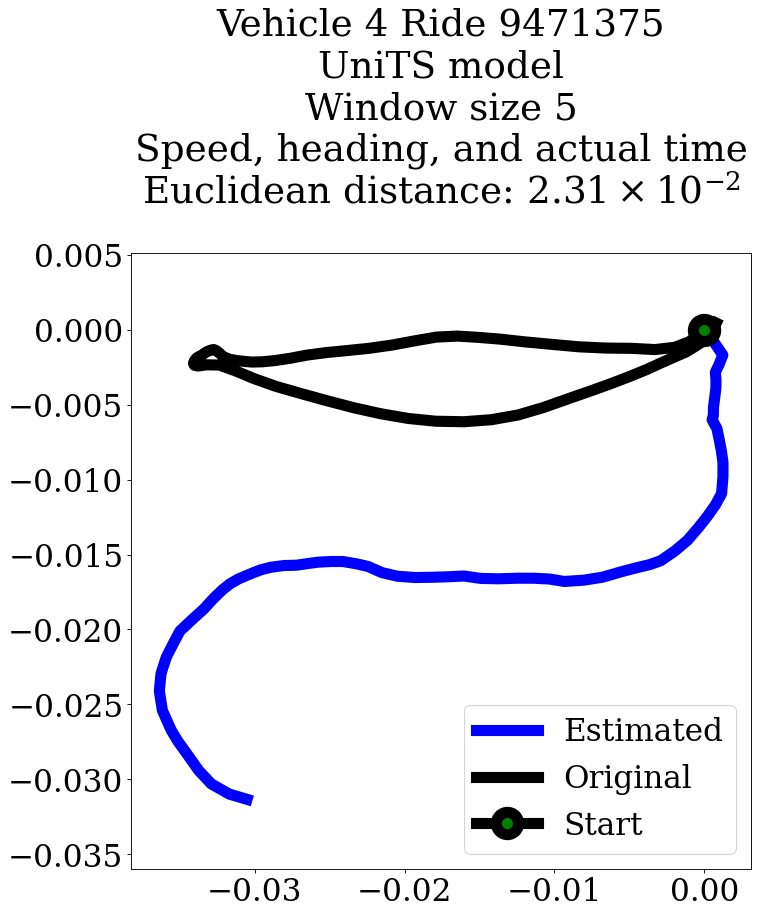 Vehicle 4 Ride 9471375
UniTS model
Window size 5
Speed, heading, and actual time
Euclidean distance: 2.31 × 10⁻²
0.005
0.000
−0.005
−0.010
−0.015
−0.020
−0.025
−0.030
−0.035
Estimated
Original
Start
−0.03 −0.02 −0.01 0.00